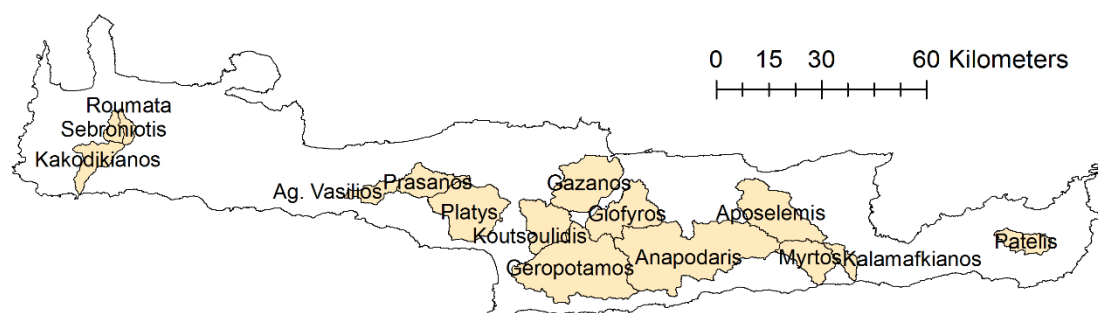 0 15 30 60 Kilometers
Roumata
Sebroniotis
Kakodikianos
Ag. Vasilios
Prasanos
Platys
Gazanos
Giofyros
Koutsoulidis
Geropotamos
Anapodaris
Aposelemis
Myrtos
Kalamafkianos
Patelis